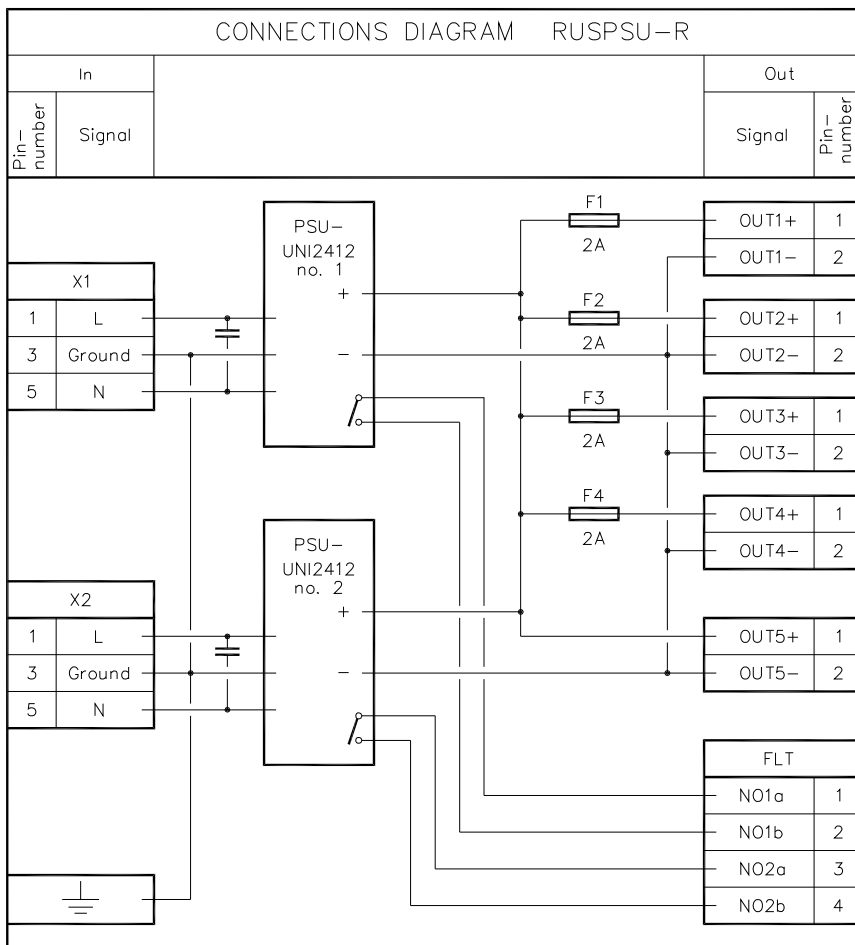 CONNECTIONS DIAGRAM RUSPSU-R
In
Out
Pin-
number
Signal
Signal
Pin-
number
X1
1 L
3 Ground
5 N
PSU-
UNI2412
no. 1
+
-
F1
2A
F2
2A
F3
2A
F4
2A
OUT1+ 1
OUT1- 2
OUT2+ 1
OUT2- 2
OUT3+ 1
OUT3- 2
OUT4+ 1
OUT4- 2
X2
1 L
3 Ground
5 N
PSU-
UNI2412
no. 2
+
-
OUT5+ 1
OUT5- 2
FLT
NO1a 1
NO1b 2
NO2a 3
NO2b 4